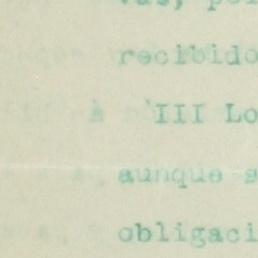 recibido
III Lo
aunque s
obligaci